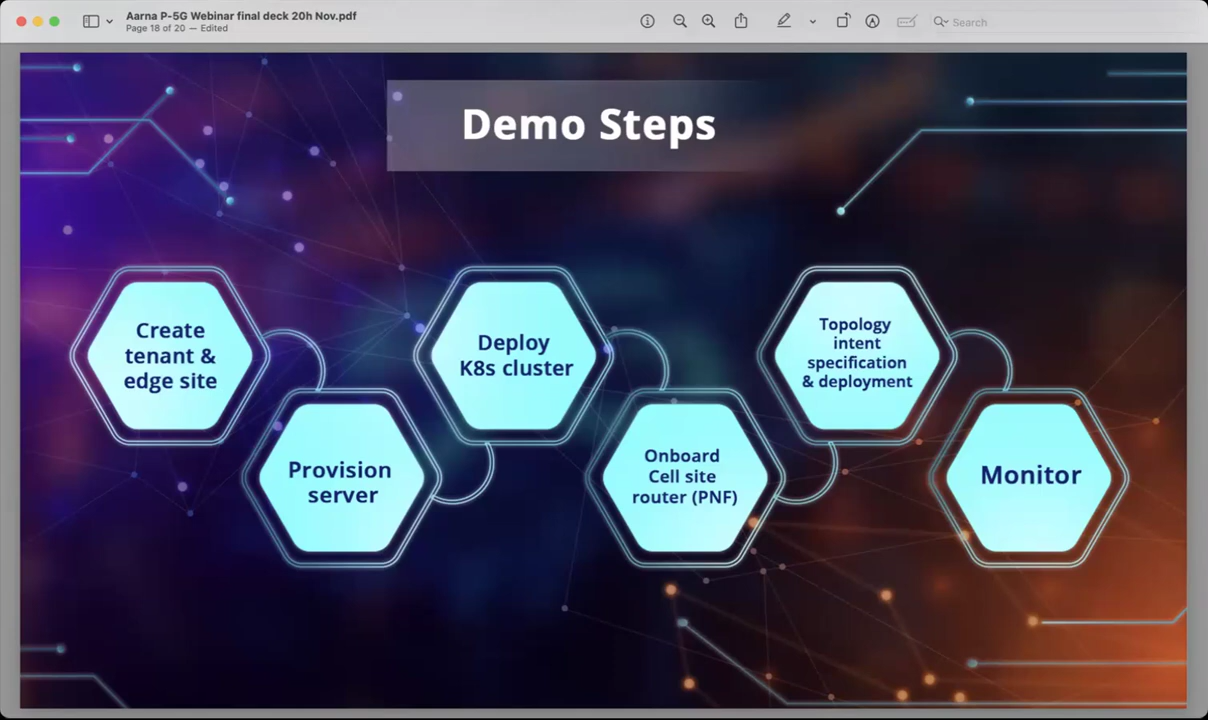 Aarna P-5G Webinar final deck 20h Nov.pdf
Page 18 of 20 — Edited
Search
Demo Steps
Create
tenant &
edge site
Provision
server
Deploy
K8s cluster
Onboard
Cell site
router (PNF)
Topology
intent
specification
& deployment
Monitor